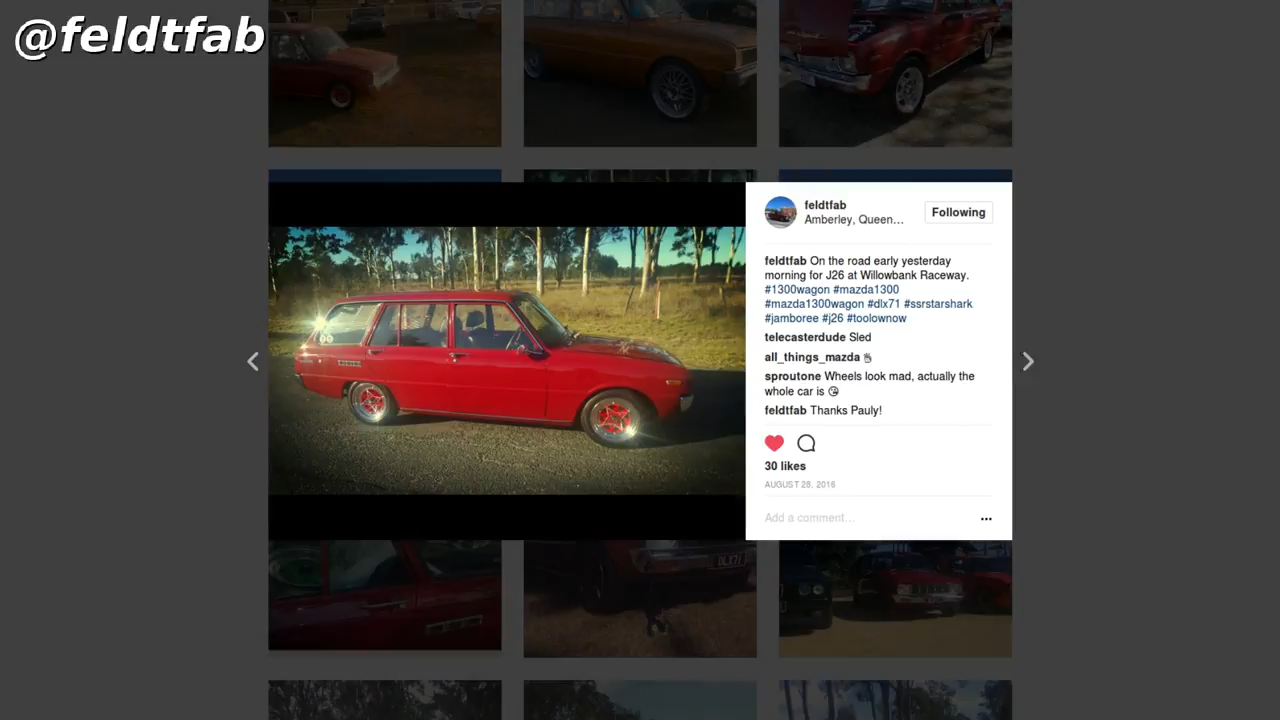 @feldtfab
feldtfab
Amberley, Queen...
Following
feldtfab On the road early yesterday
morning for J26 at Willowbank Raceway.
#1300wagon #mazda1300
#mazda1300wagon #dlx71 #ssrstarshark
#jamboree #j26 #toolownow
telecasterdude Sled
all_things_mazda
sproutone Wheels look mad, actually the
whole car is
feldtfab Thanks Pauly!
30 likes
AUGUST 28, 2016
Add a comment...
DLX71